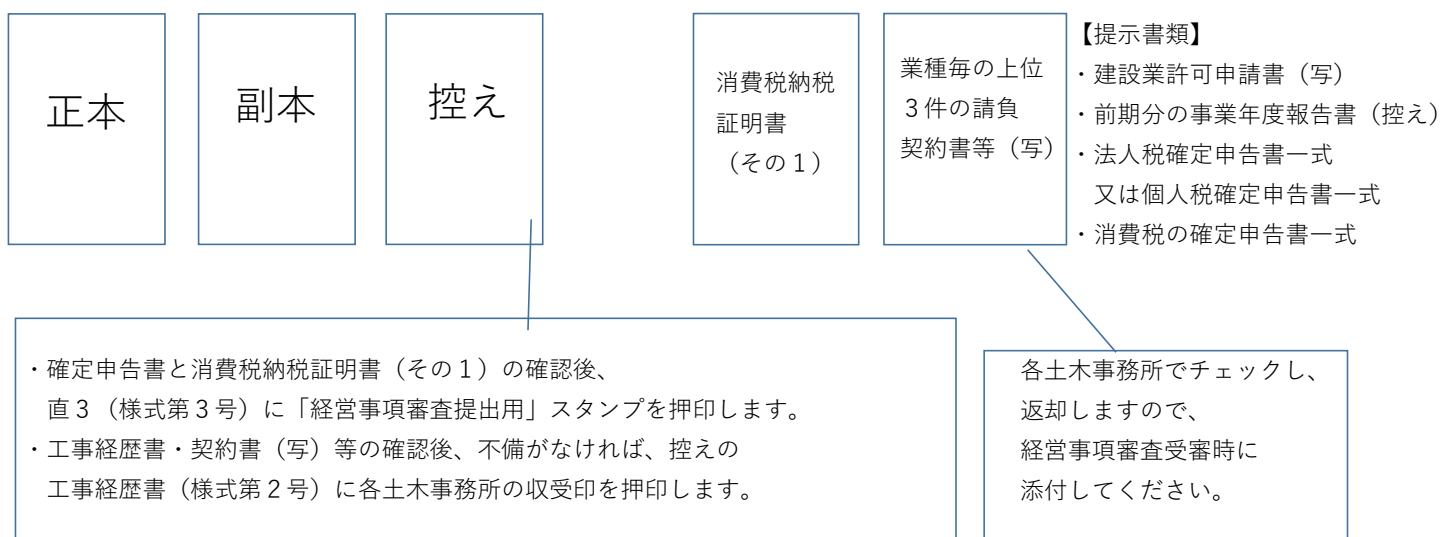 正本
副本
控え
消費税納税
証明書
（その１）
業種毎の上位
３件の請負
契約書等（写）
【提示書類】
・建設業許可申請書（写）
・前期分の事業年度報告書（控え）
・法人税確定申告書一式
又は個人税確定申告書一式
・消費税の確定申告書一式
・確定申告書と消費税納税証明書（その１）の確認後、
直３（様式第３号）に「経営事項審査提出用」スタンプを押印します。
・工事経歴書・契約書（写）等の確認後、不備がなければ、控えの
工事経歴書（様式第２号）に各土木事務所の収受印を押印します。
各土木事務所でチェックし、
返却しますので、
経営事項審査受審時に
添付してください。